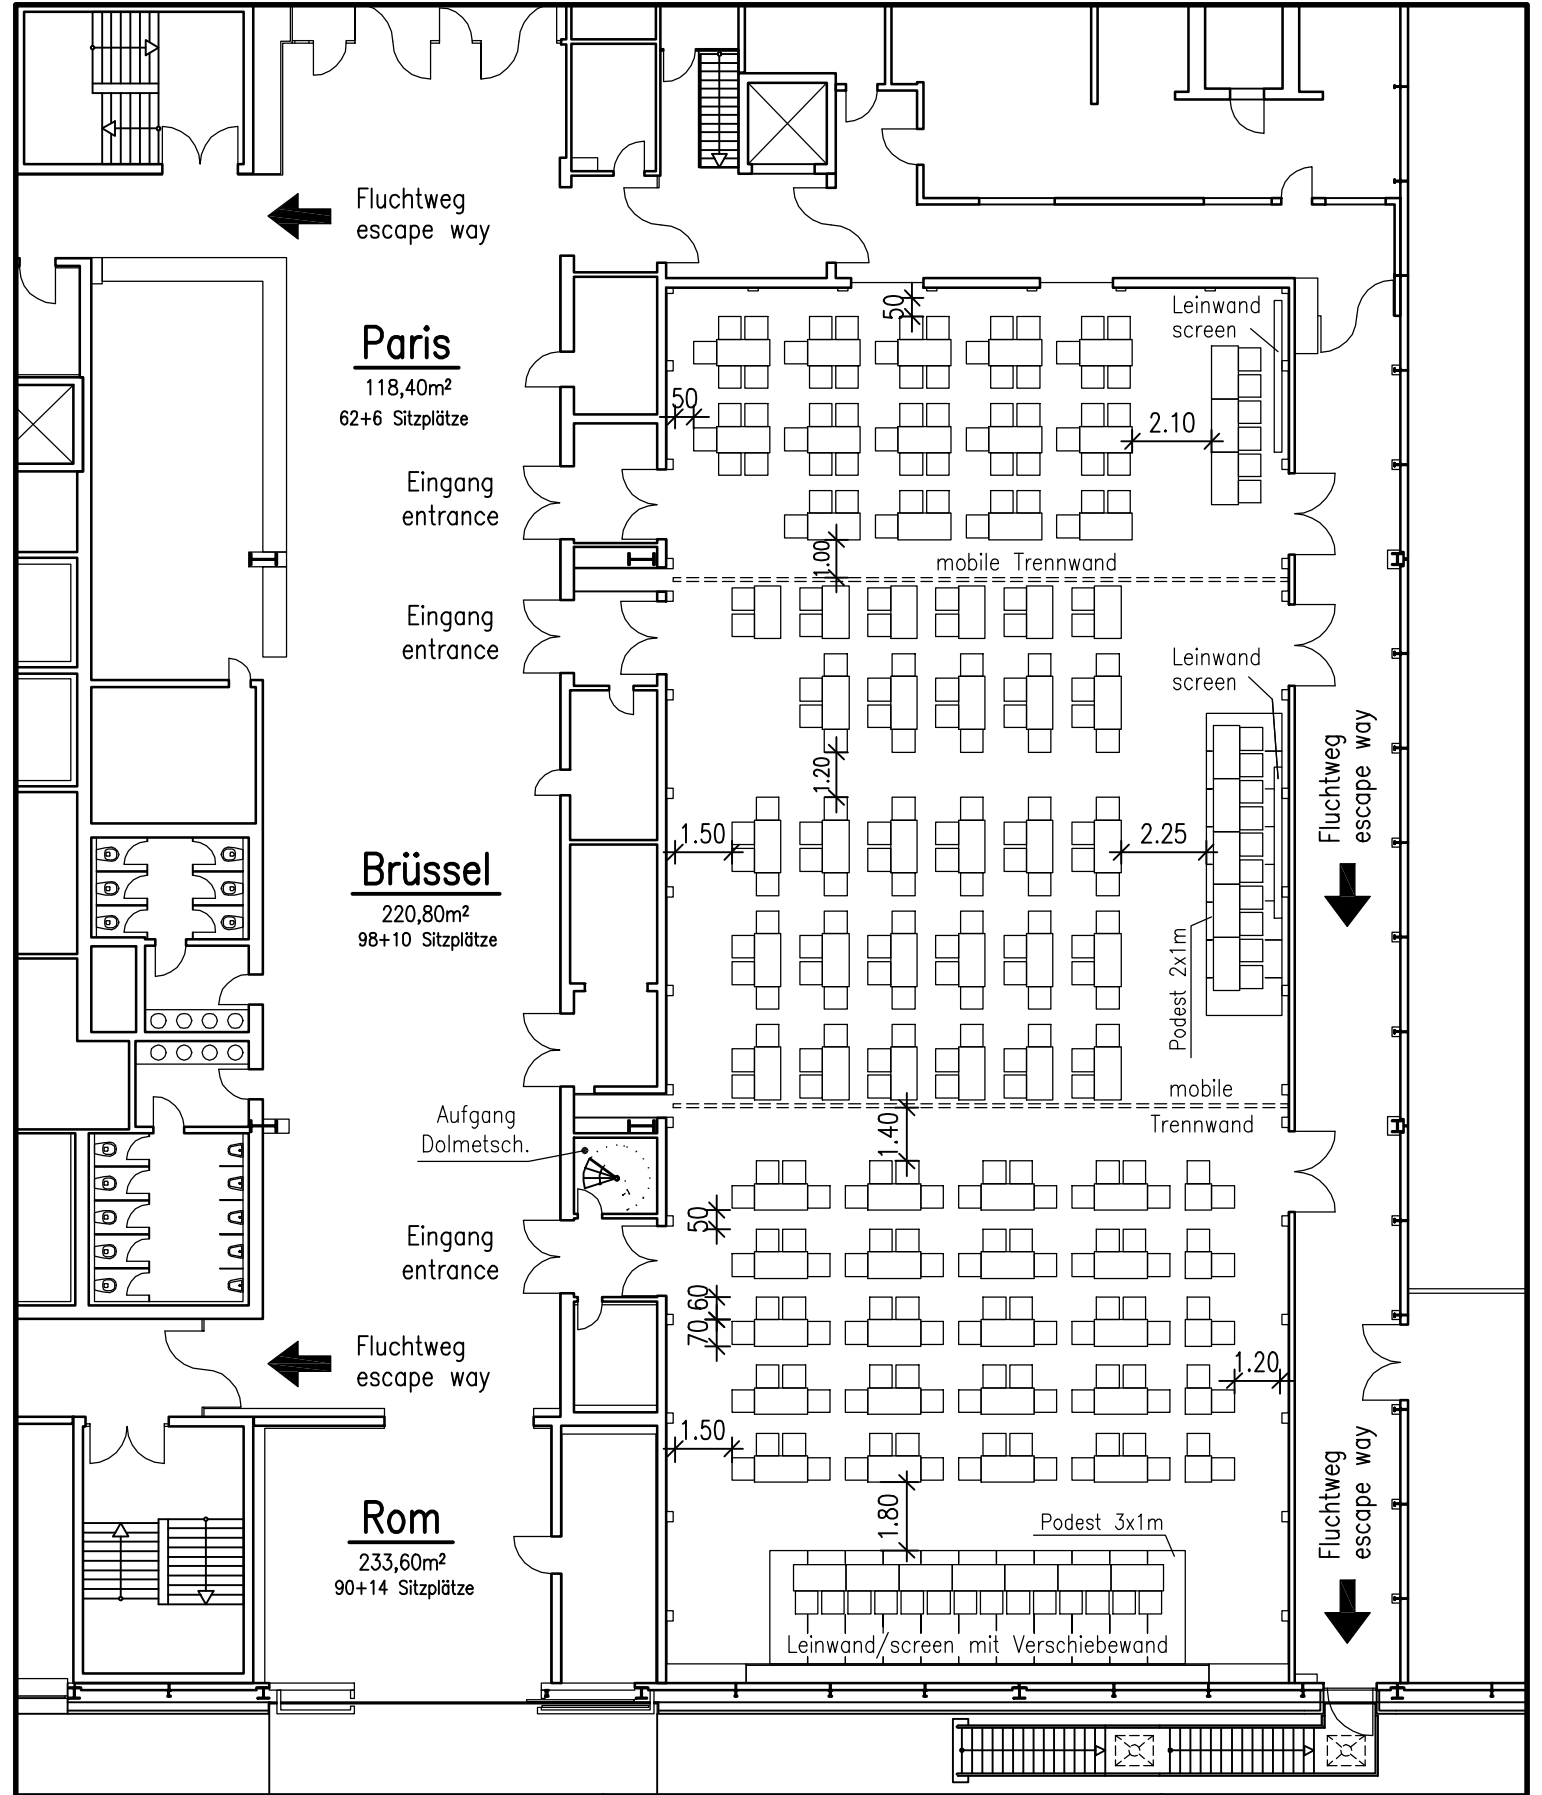 Fluchtweg
escape way
Paris
118,40m²
62+6 Sitzplätze
50
Leinwand
screen
50
2.10
Eingang
entrance
1.00
mobile Trennwand
Eingang
entrance
Leinwand
screen
1.20
Fluchtweg
escape way
1.50
2.25
Brüssel
220,80m²
98+10 Sitzplätze
Podest 2x1m
mobile
Trennwand
Aufgang
Dolmetsch.
1.40
50
Eingang
entrance
60
70
Fluchtweg
escape way
1.20
1.50
Fluchtweg
escape way
Rom
233,60m²
90+14 Sitzplätze
1.80
Podest 3x1m
Leinwand/screen mit Verschiebewand